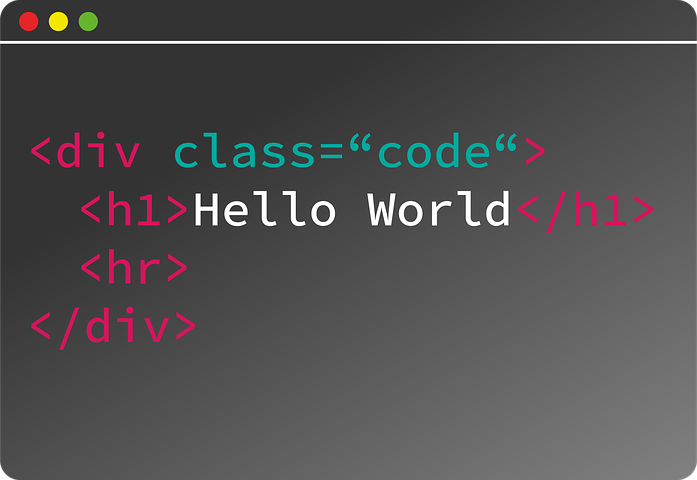 <div class=“code“>
<h1>Hello World</h1>
<hr>
</div>